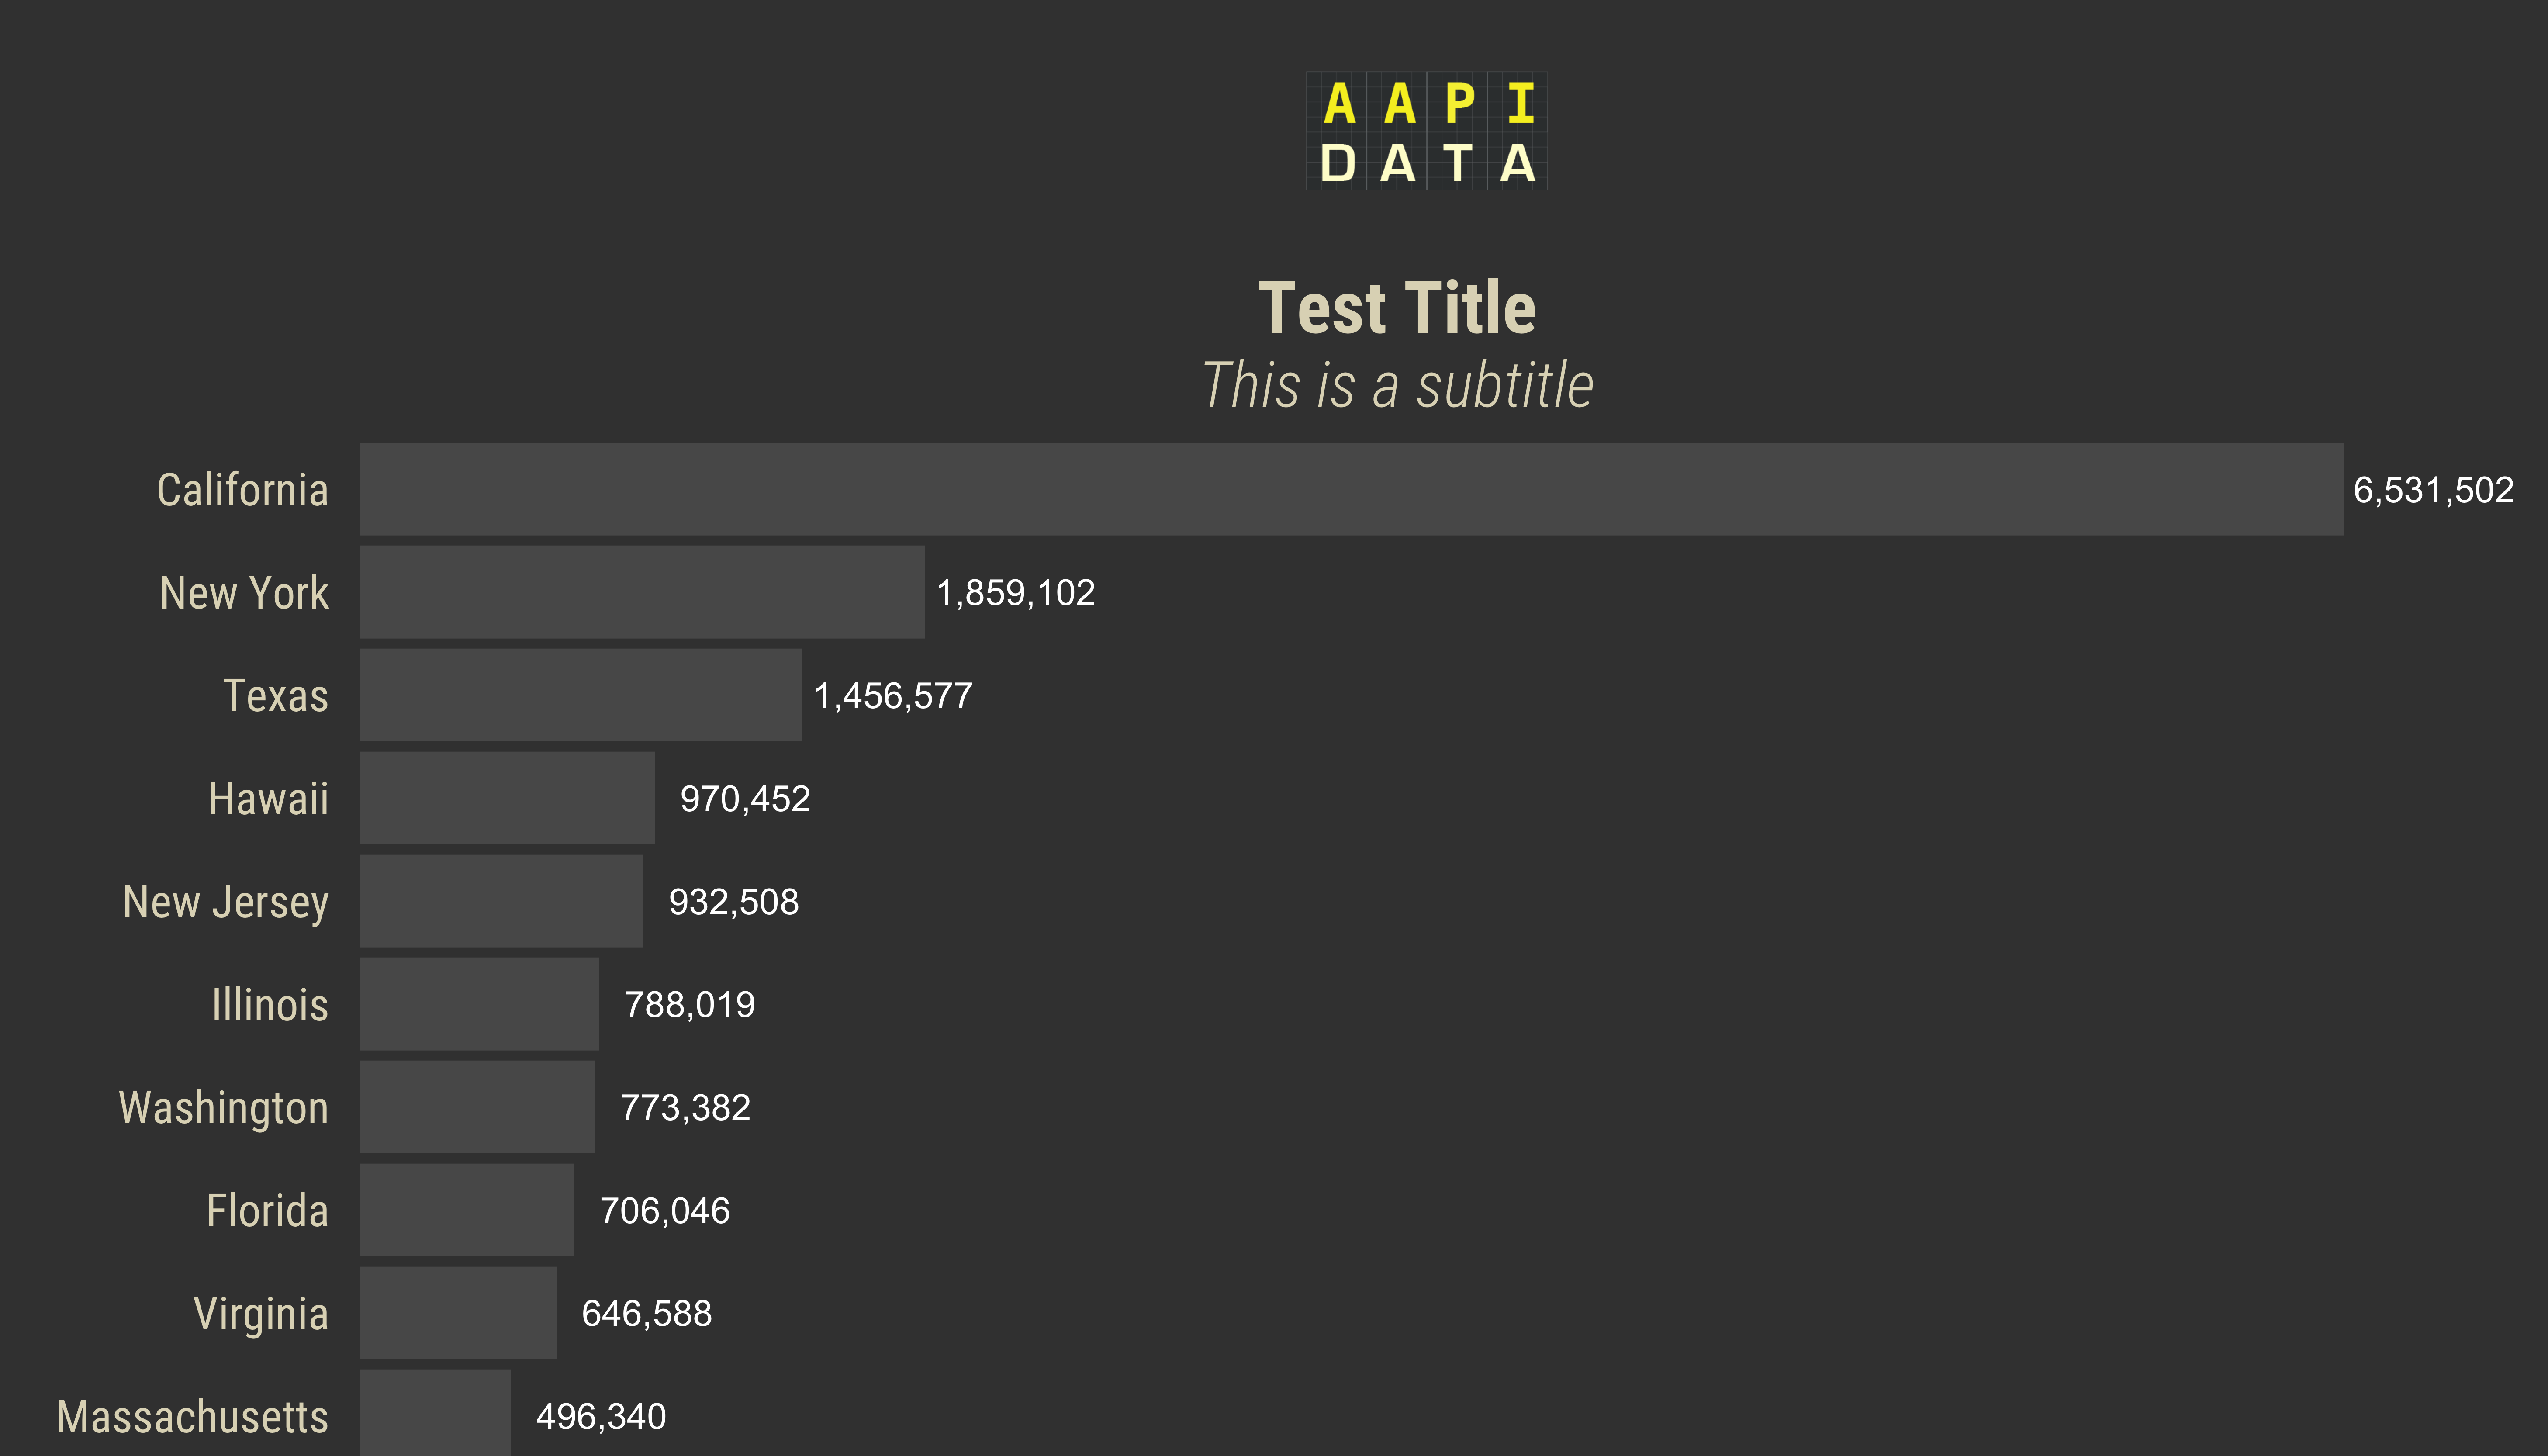 AAPI
DATA
Test Title
This is a subtitle
California 6,531,502
New York 1,859,102
Texas 1,456,577
Hawaii 970,452
New Jersey 932,508
Illinois 788,019
Washington 773,382
Florida 706,046
Virginia 646,588
Massachusetts 496,340